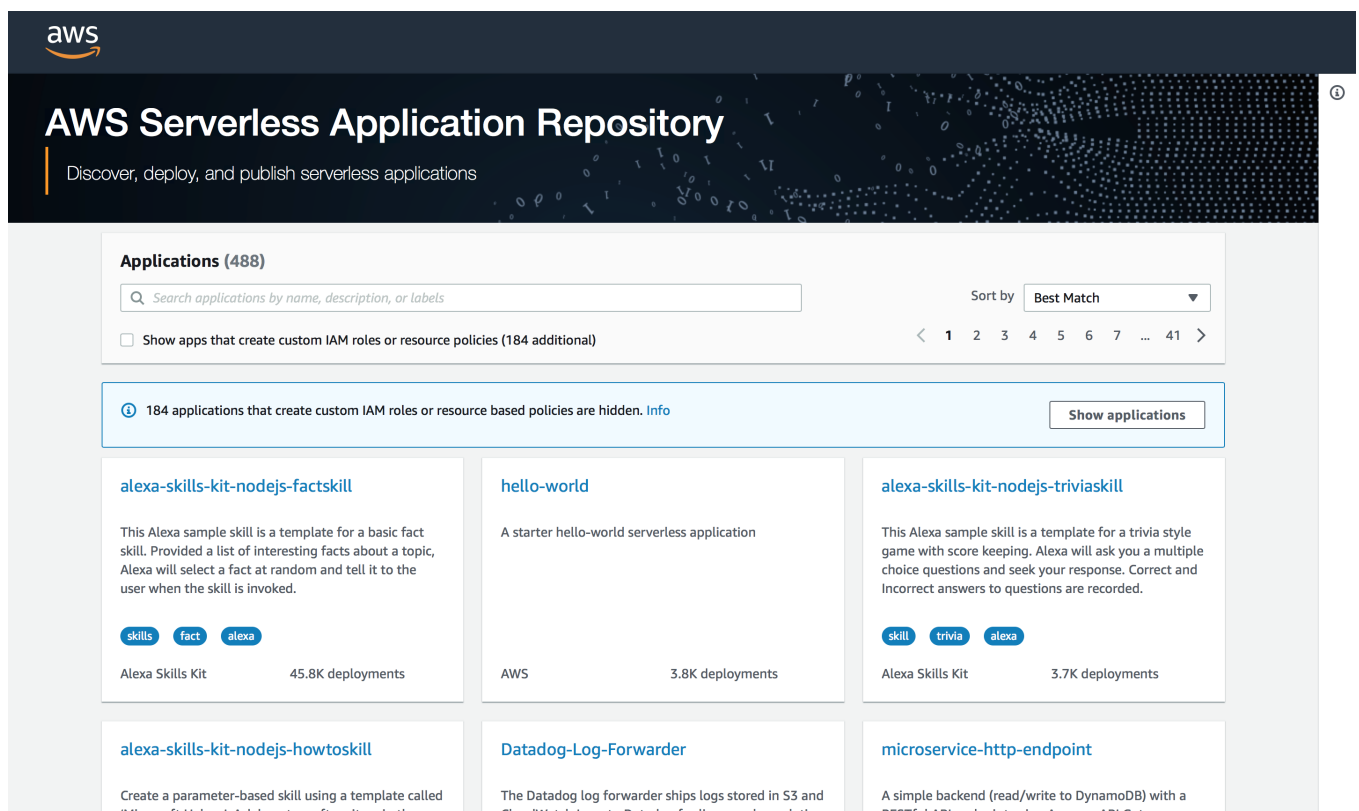 aws
AWS Serverless Application Repository
Discover, deploy, and publish serverless applications
Applications (488)
Search applications by name, description, or labels
Sort by
Best Match
Show apps that create custom IAM roles or resource policies (184 additional)
1 2 3 4 5 6 7 ... 41
184 applications that create custom IAM roles or resource based policies are hidden. Info
Show applications
alexa-skills-kit-nodejs-factskill
This Alexa sample skill is a template for a basic fact
skill. Provided a list of interesting facts about a topic,
Alexa will select a fact at random and tell it to the
user when the skill is invoked.
skills fact alexa
Alexa Skills Kit 45.8K deployments
hello-world
A starter hello-world serverless application
AWS 3.8K deployments
alexa-skills-kit-nodejs-triviaskill
This Alexa sample skill is a template for a trivia style
game with score keeping. Alexa will ask you a multiple
choice questions and seek your response. Correct and
Incorrect answers to questions are recorded.
skill trivia alexa
Alexa Skills Kit 3.7K deployments
alexa-skills-kit-nodejs-howtoskill
Create a parameter-based skill using a template called
Datadog-Log-Forwarder
The Datadog log forwarder ships logs stored in S3 and
microservice-http-endpoint
A simple backend (read/write to DynamoDB) with a